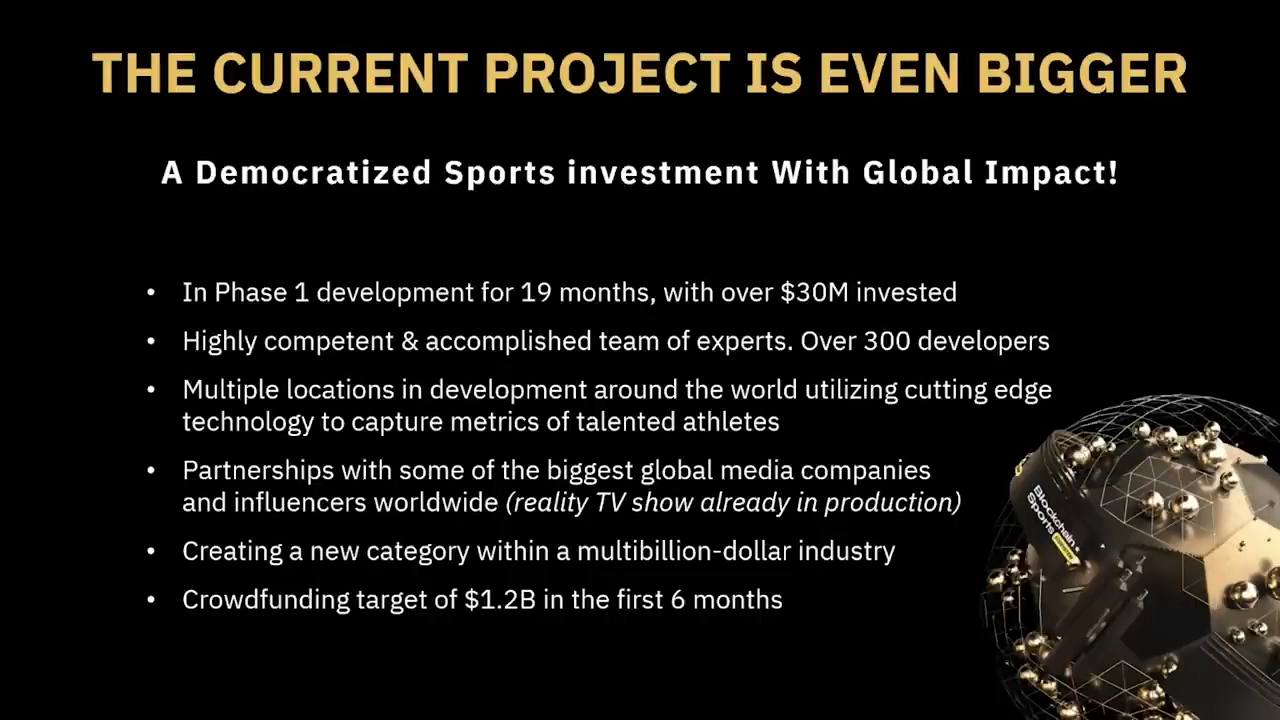 THE CURRENT PROJECT IS EVEN BIGGER
A Democratized Sports investment With Global Impact!
• In Phase 1 development for 19 months, with over $30M invested
• Highly competent & accomplished team of experts. Over 300 developers
• Multiple locations in development around the world utilizing cutting edge
technology to capture metrics of talented athletes
• Partnerships with some of the biggest global media companies
and influencers worldwide (reality TV show already in production)
• Creating a new category within a multibillion-dollar industry
• Crowdfunding target of $1.2B in the first 6 months
Blockchain
Sports